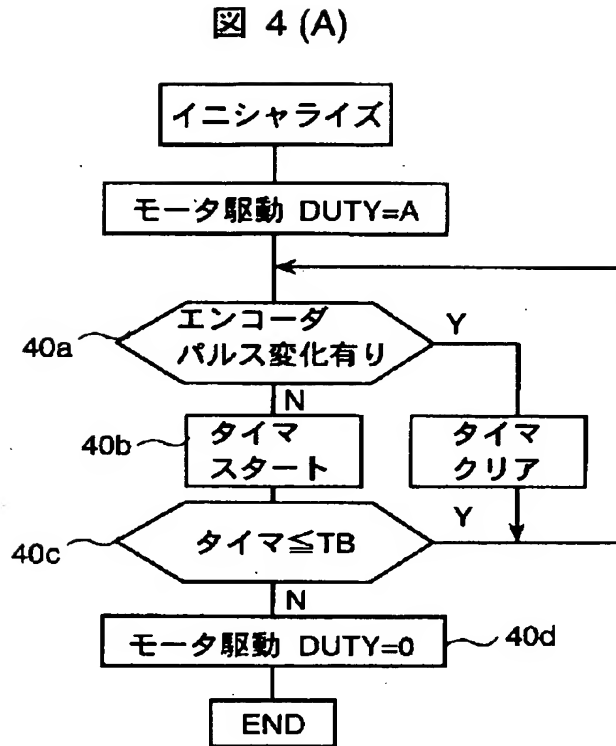 図 4 (A)
イニシャライズ
モータ駆動 DUTY=A
エンコーダ
パルス変化有り
Y
40a
N
40b
タイマ
スタート
タイマ
クリア
Y
40c
タイマ≦TB
N
モータ駆動 DUTY=0
40d
END